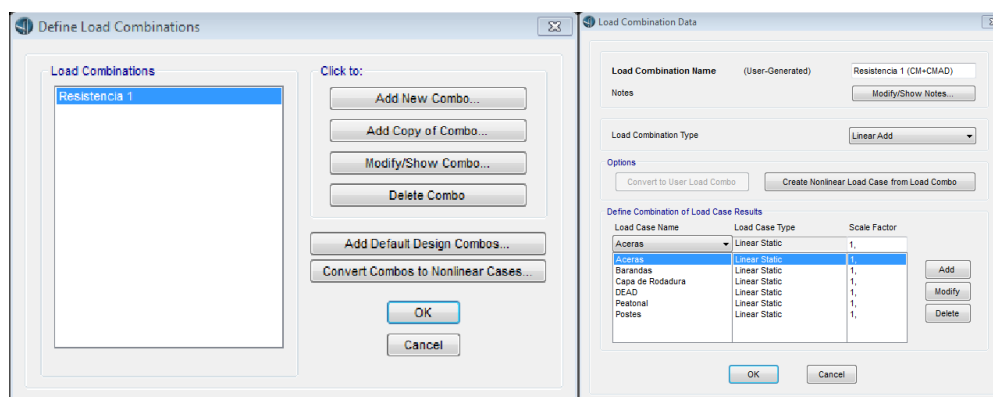 Define Load Combinations
Load Combinations
Resistencia 1
Click to:
Add New Combo...
Add Copy of Combo...
Modify/Show Combo...
Delete Combo
Add Default Design Combos...
Convert Combos to Nonlinear Cases...
OK
Cancel
Load Combination Data
Load Combination Name (User-Generated) Resistencia 1 (CM+CMAD)
Notes Modify/Show Notes...
Load Combination Type Linear Add
Options
Convert to User Load Combo Create Nonlinear Load Case from Load Combo
Define Combination of Load Case Results
Load Case Name Load Case Type Scale Factor
Aceras Linear Static 1,
Aceras Linear Static 1,
Barandas Linear Static 1,
Capa de Rodadura Linear Static 1,
DEAD Linear Static 1,
Peatonal Linear Static 1,
Postes Linear Static 1,
Add
Modify
Delete
OK Cancel